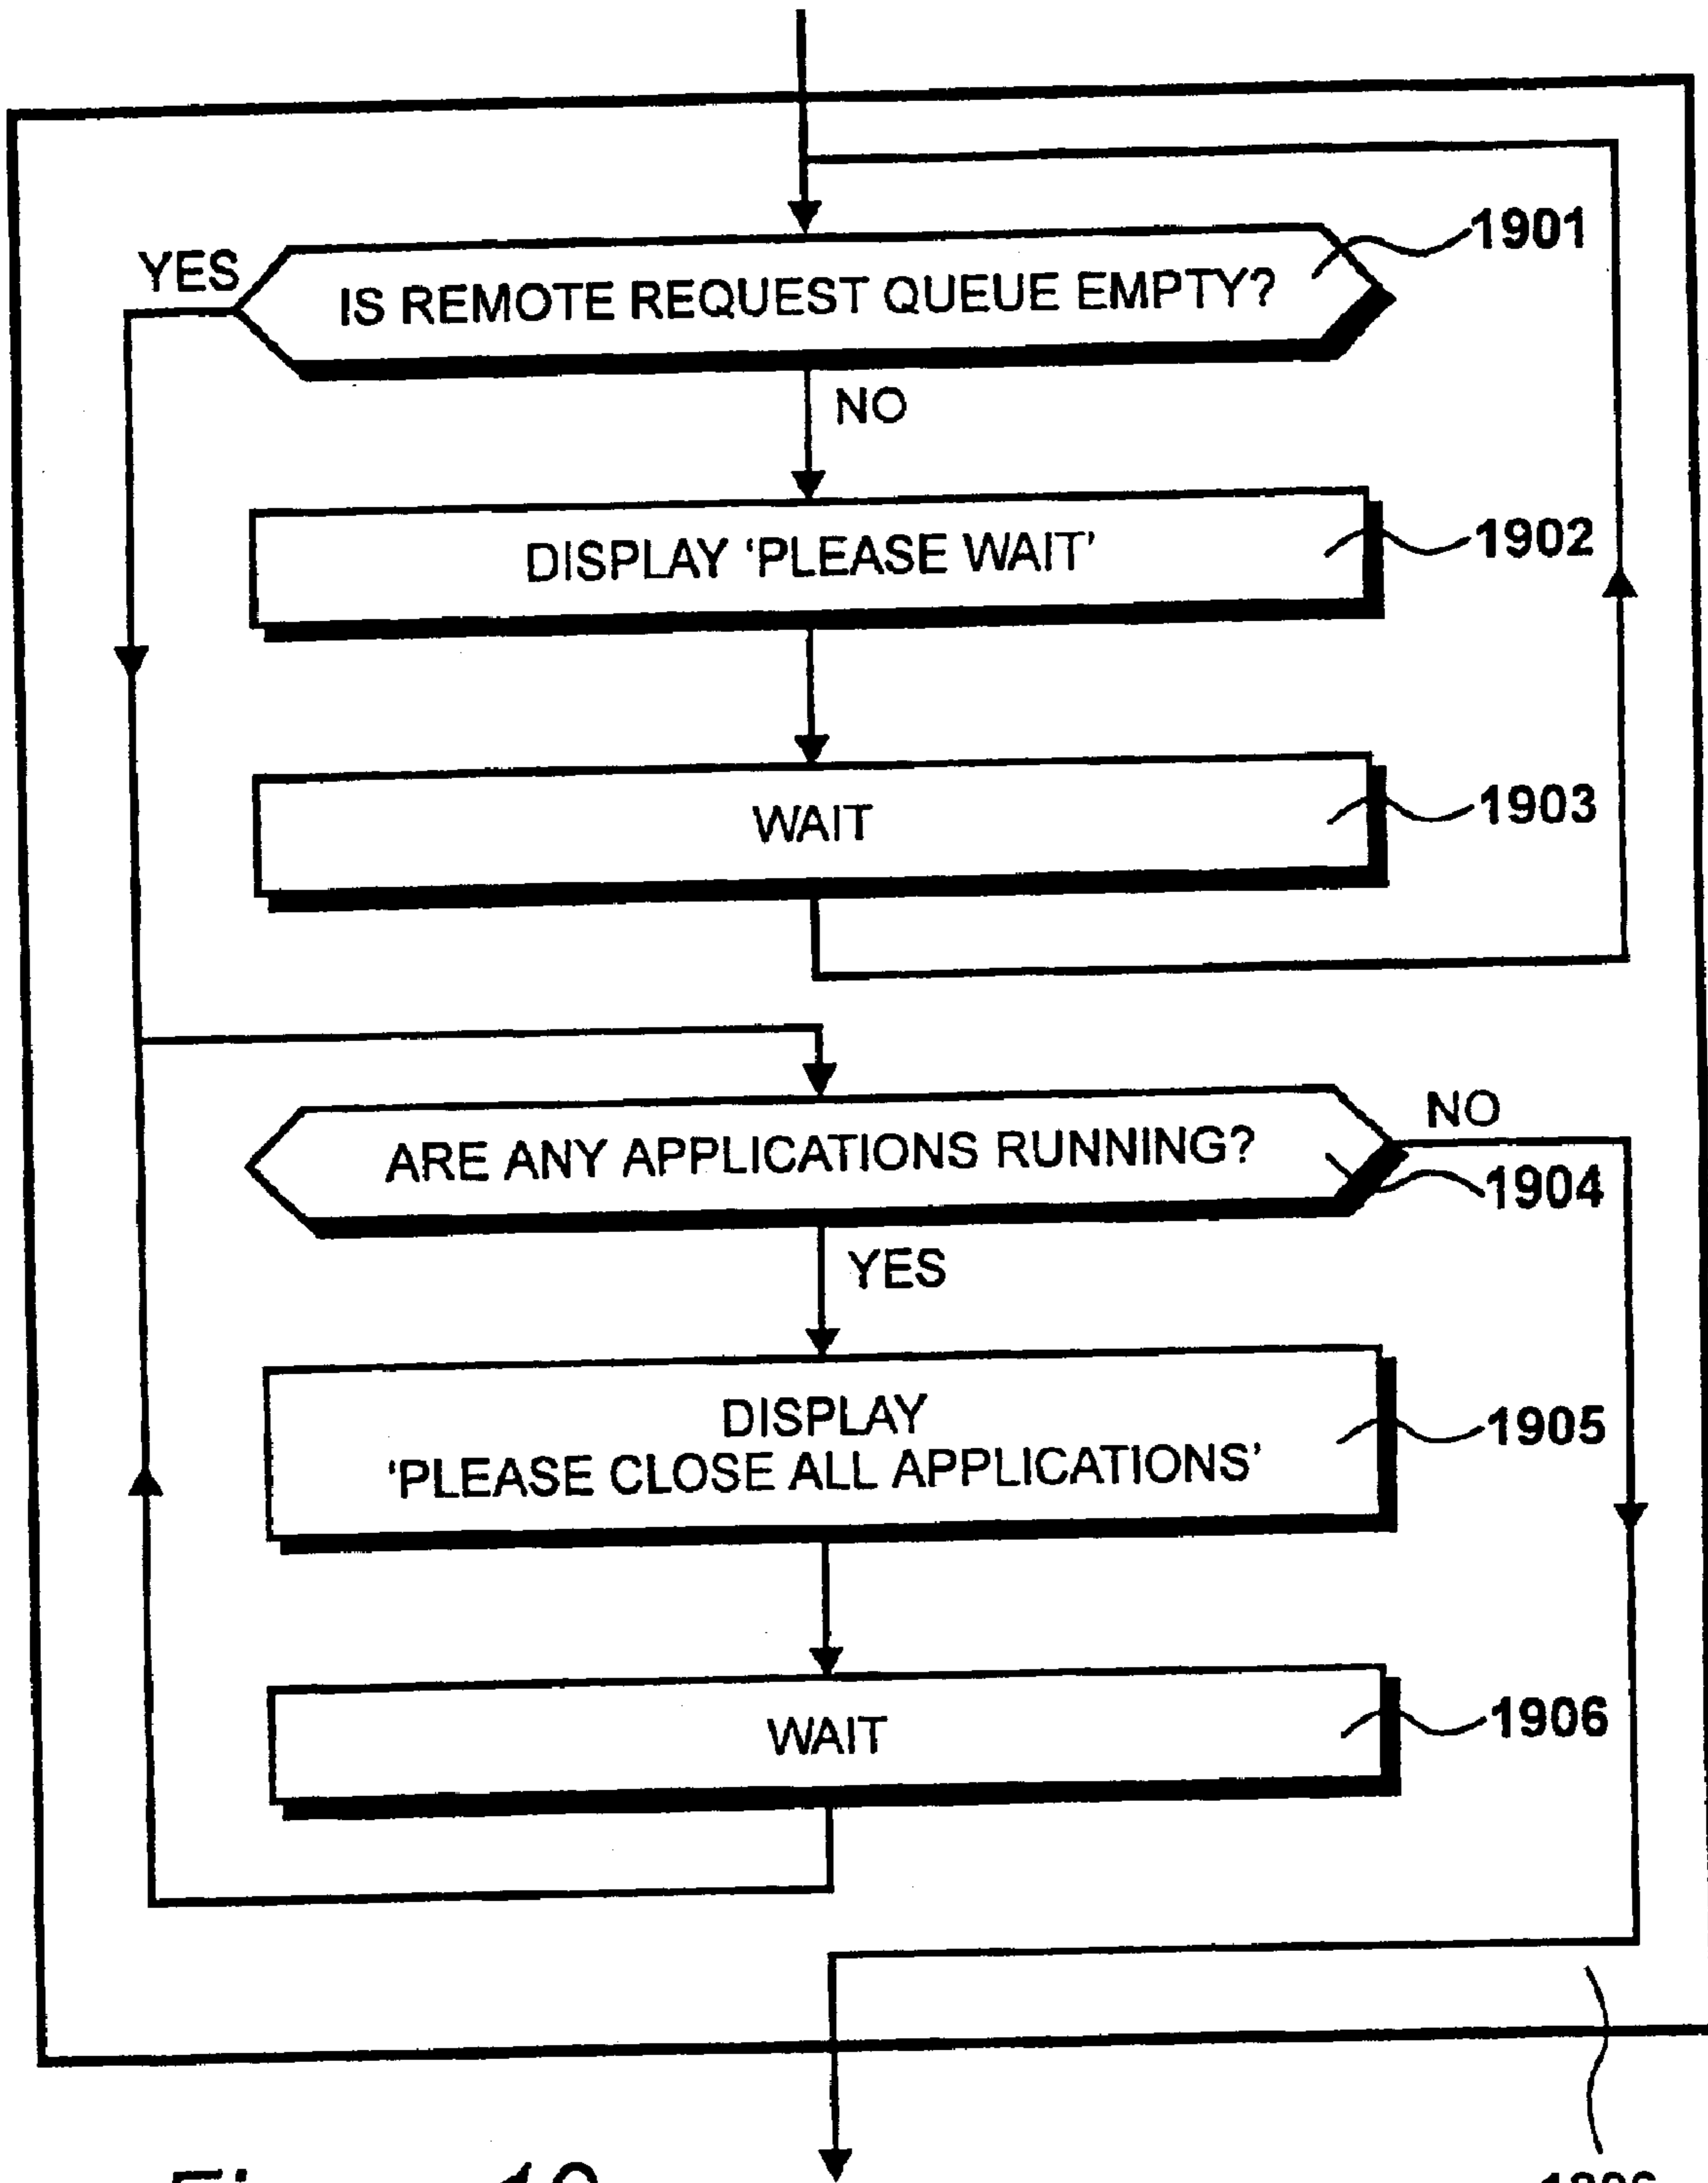 1901
YES
IS REMOTE REQUEST QUEUE EMPTY?
NO
DISPLAY ‘PLEASE WAIT’
1902
WAIT
1903
NO
ARE ANY APPLICATIONS RUNNING?
1904
YES
DISPLAY
‘PLEASE CLOSE ALL APPLICATIONS’
1905
WAIT
1906